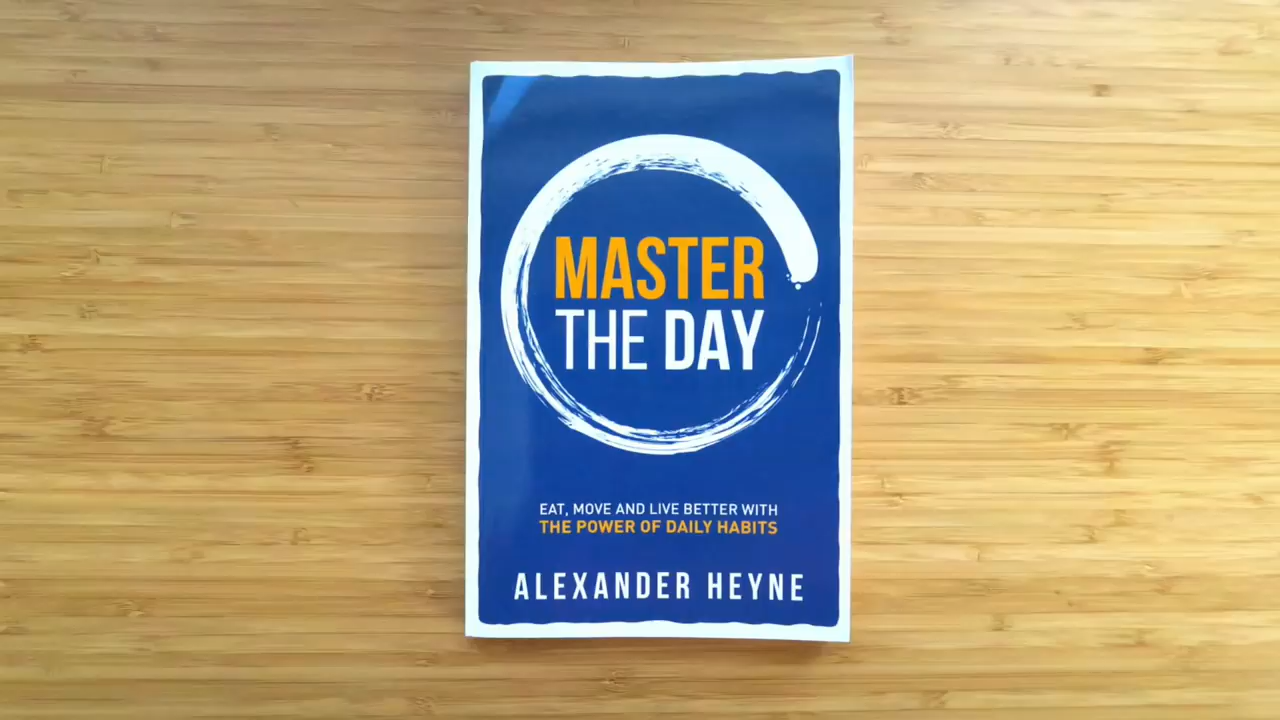 MASTER
THE DAY
EAT, MOVE AND LIVE BETTER WITH
THE POWER OF DAILY HABITS
ALEXANDER HEYNE